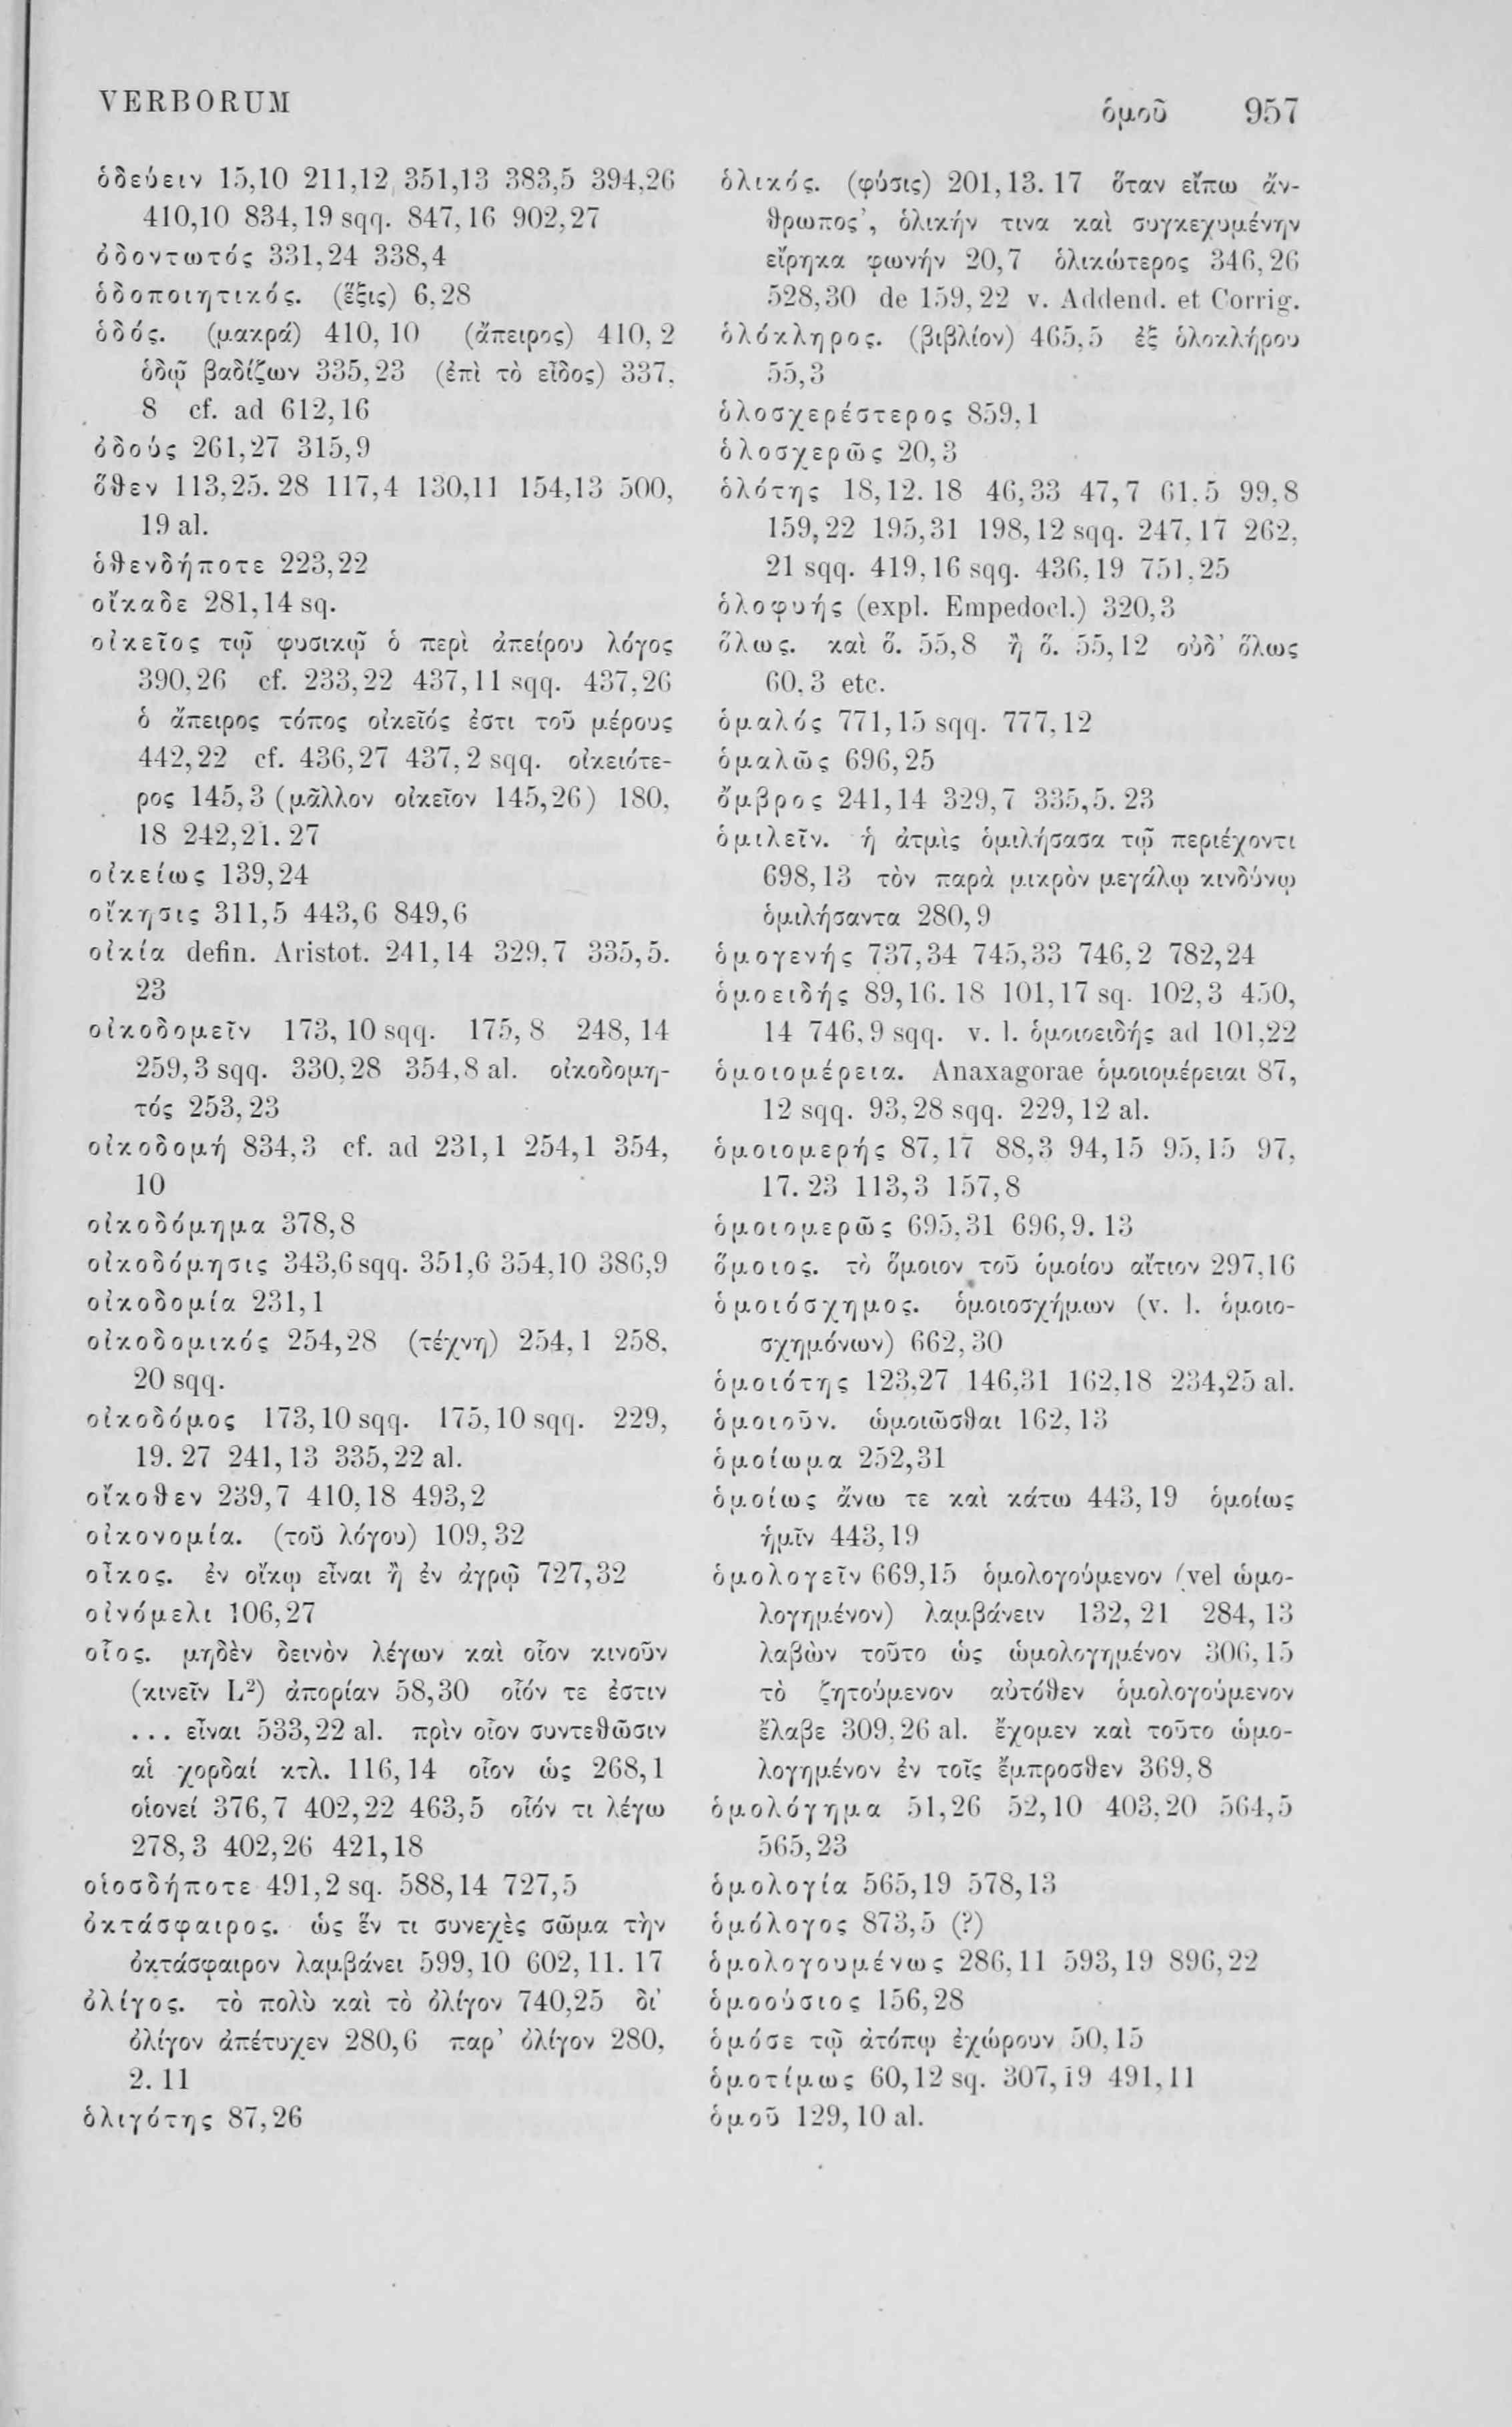 VERBORUM
ὁμοῦ 957
ὁδεύειν 15,10 211,12 351,13 383,5 394,26
410,10 834,19 sqq. 847,16 902,27
ὀδοντωτός 331,24 338,4
ὁδοποιητικός. (ἕξις) 6,28
ὁδός. (μακρά) 410,10 (ἄπειρος) 410,2
ὁδῷ βαδίζων 335,23 (ἐπὶ τὸ εἶδος) 337,
8 cf. ad 612,16
ὀδούς 261,27 315,9
ὅθεν 113,25. 28 117,4 130,11 154,13 500,
19 al.
ὁθενδήποτε 223,22
οἴκαδε 281,14 sq.
οἰκεῖος τῷ φυσικῷ ὁ περὶ ἀπείρου λόγος
390,26 cf. 233,22 437,11 sqq. 437,26
ὁ ἄπειρος τόπος οἰκεῖός ἐστι τοῦ μέρους
442,22 cf. 436,27 437,2 sqq. οἰκειότε-
ρος 145,3 (μᾶλλον οἰκεῖον 145,26) 180,
18 242,21. 27
οἰκείως 139,24
οἴκησις 311,5 443,6 849,6
οἰκία defin. Aristot. 241,14 329,7 335,5.
23
οἰκοδομεῖν 173,10 sqq. 175,8 248,14
259,3 sqq. 330,28 354,8 al. οἰκοδομη-
τός 253,23
οἰκοδομή 834,3 cf. ad 231,1 254,1 354,
10
οἰκοδόμημα 378,8
οἰκοδόμησις 343,6 sqq. 351,6 354,10 386,9
οἰκοδομία 231,1
οἰκοδομικός 254,28 (τέχνη) 254,1 258,
20 sqq.
οἰκοδόμος 173,10 sqq. 175,10 sqq. 229,
19. 27 241,13 335,22 al.
οἴκοθεν 239,7 410,18 493,2
οἰκονομία. (τοῦ λόγου) 109,32
οἶκος. ἐν οἴκῳ εἶναι ἢ ἐν ἀγρῷ 727,32
οἰνόμελι 106,27
οἷος. μηδὲν δεινὸν λέγων καὶ οἷον κινοῦν
(κινεῖν L²) ἀπορίαν 58,30 οἷόν τε ἐστιν
... εἶναι 533,22 al. πρὶν οἷον συντεθῶσιν
αἱ χορδαί κτλ. 116,14 οἷον ὡς 268,1
οἱονεί 376,7 402,22 463,5 οἷόν τι λέγω
278,3 402,26 421,18
οἱοσδήποτε 491,2 sq. 588,14 727,5
ὀκτάσφαιρος. ὡς ἕν τι συνεχὲς σῶμα τὴν
ὀκτάσφαιρον λαμβάνει 599,10 602,11. 17
ὀλίγος. τὸ πολὺ καὶ τὸ ὀλίγον 740,25 δι’
ὀλίγον ἀπέτυχεν 280,6 παρ’ ὀλίγον 280,
2. 11
ὀλιγότης 87,26
ὁλικός. (φύσις) 201,13. 17 ὅταν εἴπω ἄν-
θρωπος’, ὁλικήν τινα καὶ συγκεχυμένην
εἴρηκα φωνήν 20,7 ὁλικώτερος 346,26
528,30 de 159,22 v. Addend. et Corrig.
ὁλόκληρος. (βιβλίον) 465,5 ἐξ ὁλοκλήρου
55,3
ὁλοσχερέστερος 859,1
ὁλοσχερῶς 20,3
ὁλότης 18,12. 18 46,33 47,7 61,5 99,8
159,22 195,31 198,12 sqq. 247,17 262,
21 sqq. 419,16 sqq. 436,19 751,25
ὁλοφυής (expl. Empedocl.) 320,3
ὅλως. καὶ ὅ. 55,8 ἢ ὅ. 55,12 οὐδ’ ὅλως
60,3 etc.
ὁμαλός 771,15 sqq. 777,12
ὁμαλῶς 696,25
ὄμβρος 241,14 329,7 335,5. 23
ὁμιλεῖν. ἡ ἀτμὶς ὁμιλήσασα τῷ περιέχοντι
698,13 τὸν παρὰ μικρὸν μεγάλῳ κινδύνῳ
ὁμιλήσαντα 280,9
ὁμογενής 737,34 745,33 746,2 782,24
ὁμοειδής 89,16. 18 101,17 sq. 102,3 450,
14 746,9 sqq. v. l. ὁμοιοειδής ad 101,22
ὁμοιομέρεια. Anaxagorae ὁμοιομέρειαι 87,
12 sqq. 93,28 sqq. 229,12 al.
ὁμοιομερής 87,17 88,3 94,15 95,15 97,
17. 23 113,3 157,8
ὁμοιομερῶς 695,31 696,9. 13
ὅμοιος. τὸ ὅμοιον τοῦ ὁμοίου αἴτιον 297,16
ὁμοιόσχημος. ὁμοιοσχήμων (v. l. ὁμοιο-
σχημόνων) 662,30
ὁμοιότης 123,27 146,31 162,18 234,25 al.
ὁμοιοῦν. ὡμοιῶσθαι 162,13
ὁμοίωμα 252,31
ὁμοίως ἄνω τε καὶ κάτω 443,19 ὁμοίως
ἡμῖν 443,19
ὁμολογεῖν 669,15 ὁμολογούμενον (vel ὡμο-
λογημένον) λαμβάνειν 132,21 284,13
λαβὼν τοῦτο ὡς ὡμολογημένον 306,15
τὸ ζητούμενον αὐτόθεν ὁμολογούμενον
ἔλαβε 309,26 al. ἔχομεν καὶ τοῦτο ὡμο-
λογημένον ἐν τοῖς ἔμπροσθεν 369,8
ὁμολόγημα 51,26 52,10 403,20 564,5
565,23
ὁμολογία 565,19 578,13
ὁμόλογος 873,5 (?)
ὁμολογουμένως 286,11 593,19 896,22
ὁμοούσιος 156,28
ὁμόσε τῷ ἀτόπῳ ἐχώρουν 50,15
ὁμοτίμως 60,12 sq. 307,19 491,11
ὁμοῦ 129,10 al.